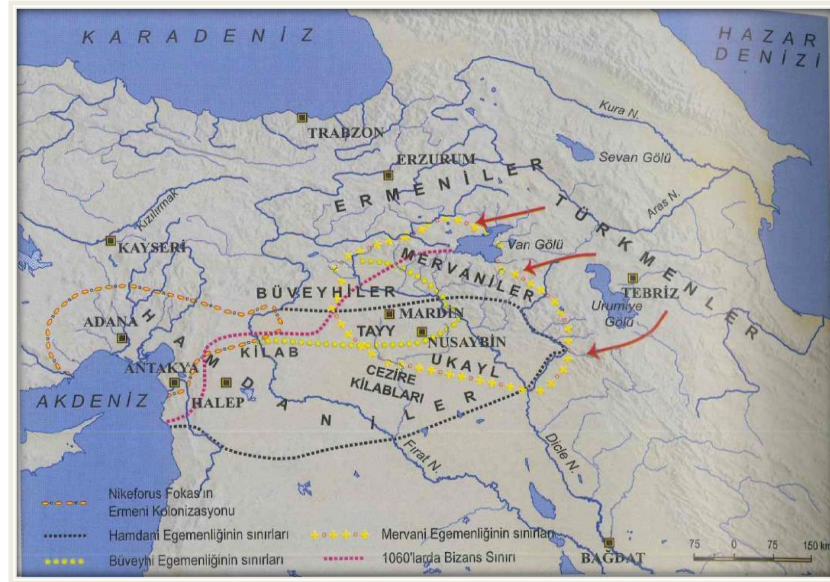 KARADENİZ
HAZAR
DENİZİ
Kura N.
TRABZON
Sevan Gölü
ERZURUM
ERMENİLER
TÜRKMENLER
Aras N.
Kızılırmak
KAYSERİ
Van Gölü
MERVANİLER
TEBRİZ
BÜVEYHİLER
Urumiye
Gölü
MARDİN
ADANA
TAYY
NUSAYBİN
HAMDANİLER
KİLAB
UKAYL
ANTAKYA
CEZİRE
KİLABLARI
AKDENİZ
HALEP
Fırat N.
Dicle N.
Nikeforus Fokas'ın
Ermeni Kolonizasyonu
Hamdani Egemenliğinin sınırları
Mervani Egemenliğinin sınırları
Büveyhi Egemenliğinin sınırları
1060'larda Bizans Sınırı
BAĞDAT
75 0 75 150 km